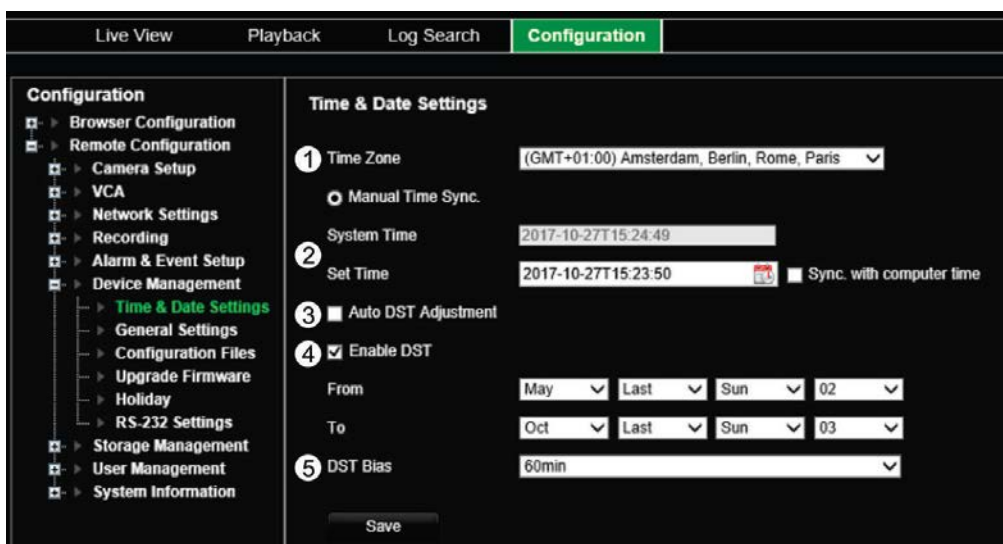 Live View Playback Log Search Configuration
Configuration
Browser Configuration
Remote Configuration
Camera Setup
VCA
Network Settings
Recording
Alarm & Event Setup
Device Management
Time & Date Settings
General Settings
Configuration Files
Upgrade Firmware
Holiday
RS-232 Settings
Storage Management
User Management
System Information
Time & Date Settings
1 Time Zone (GMT+01:00) Amsterdam, Berlin, Rome, Paris
Manual Time Sync.
System Time 2017-10-27T15:24:49
2
Set Time 2017-10-27T15:23:50 Sync. with computer time
3 Auto DST Adjustment
4 Enable DST
From May Last Sun 02
To Oct Last Sun 03
5 DST Bias 60min
Save